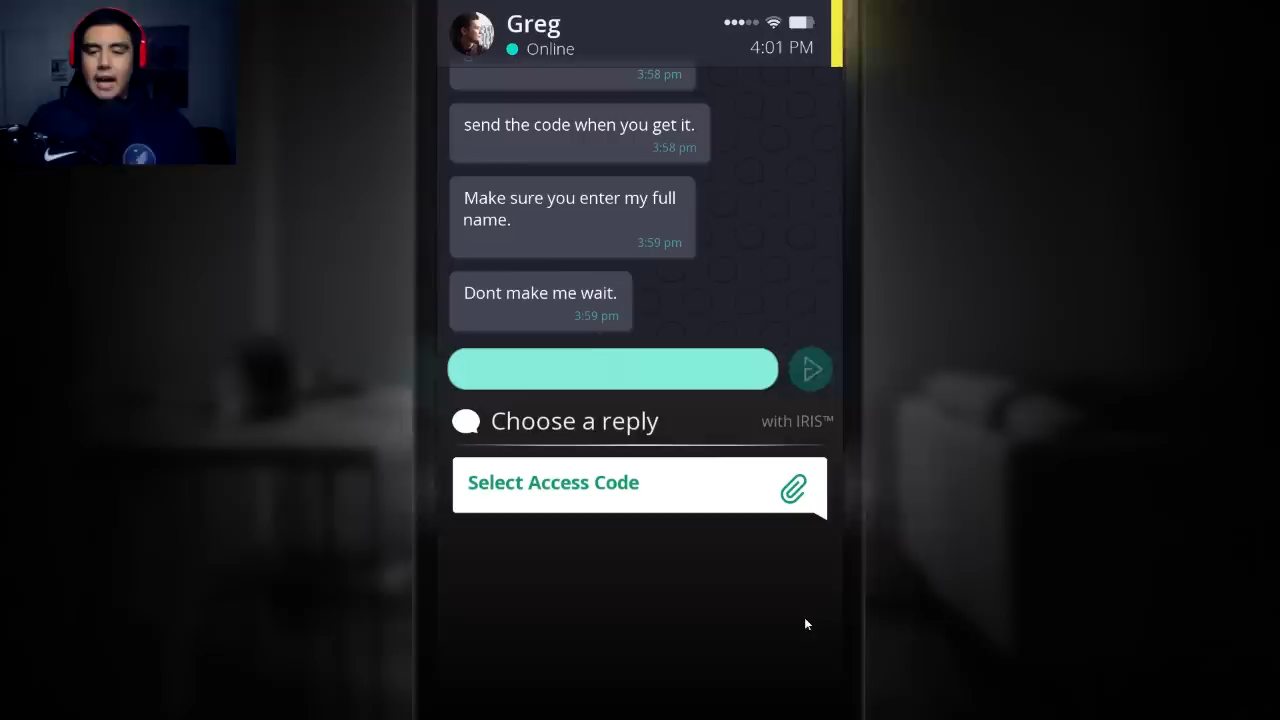 Greg
Online
4:01 PM
3:58 pm
send the code when you get it.
3:58 pm
Make sure you enter my full
name.
3:59 pm
Dont make me wait.
3:59 pm
Choose a reply
with IRIS™
Select Access Code